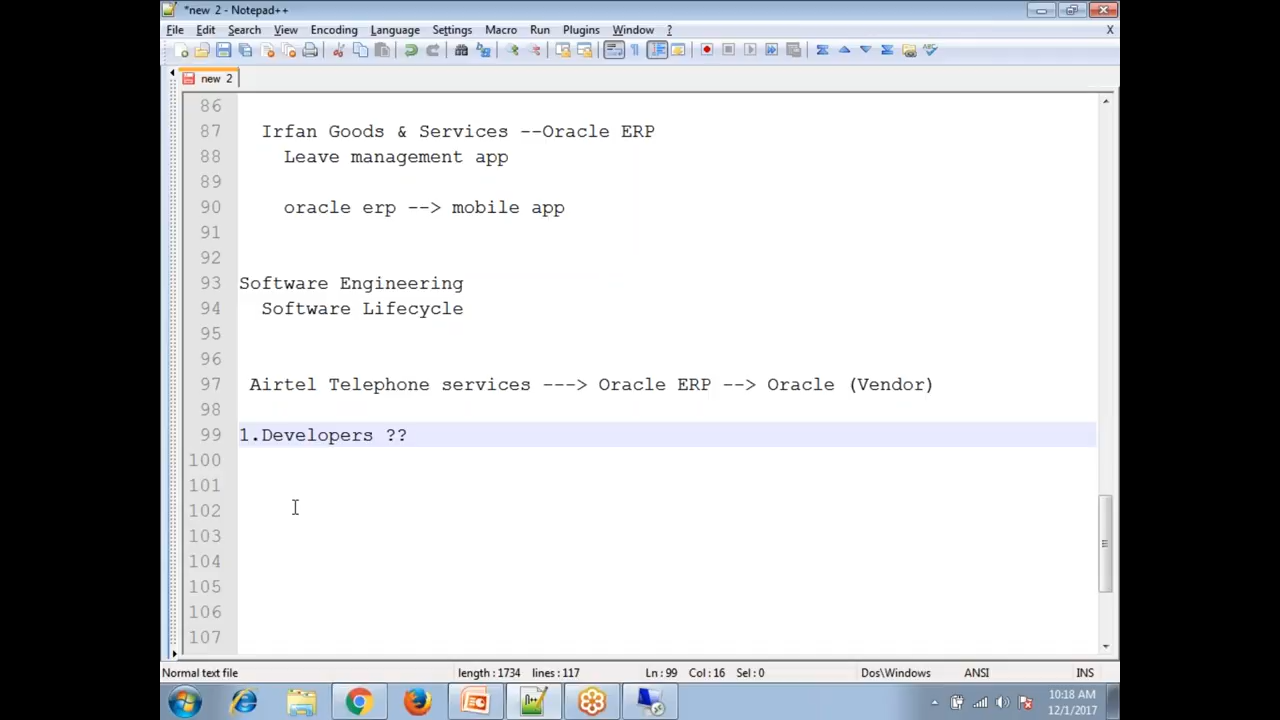 *new 2 - Notepad++
File Edit Search View Encoding Language Settings Macro Run Plugins Window ? X
new 2
86
87 Irfan Goods & Services --Oracle ERP
88 Leave management app
89
90 oracle erp --> mobile app
91
92
93 Software Engineering
94 Software Lifecycle
95
96
97 Airtel Telephone services ---> Oracle ERP --> Oracle (Vendor)
98
99 1.Developers ??
100
101
102
103
104
105
106
107
Normal text file length : 1734 lines : 117 Ln : 99 Col : 16 Sel : 0 Dos\Windows ANSI INS
10:18 AM
12/1/2017